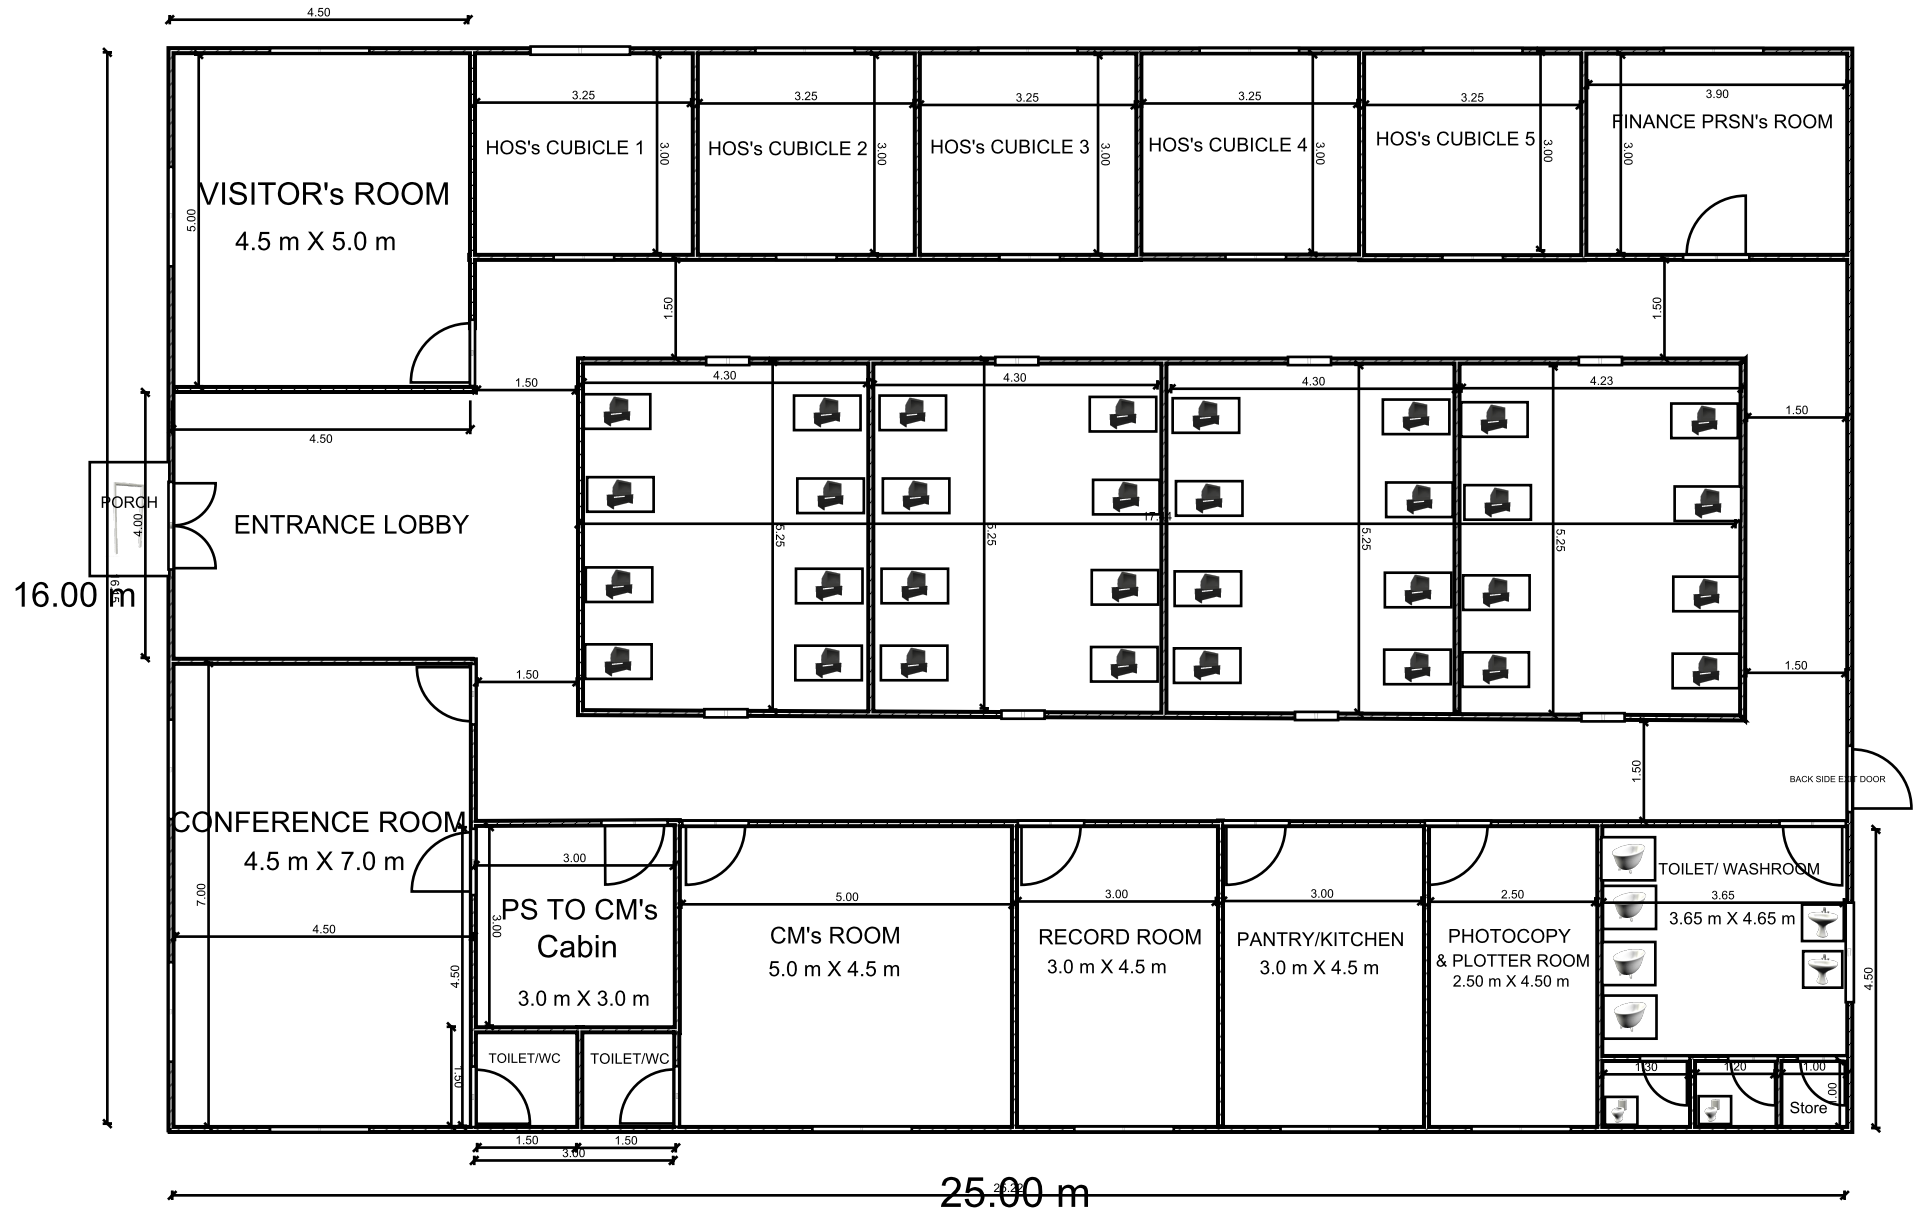 4.50
3.25
3.25
3.25
3.25
3.25
3.90
FINANCE PRSN's ROOM
HOS's CUBICLE 1
3.00
HOS's CUBICLE 2
3.00
HOS's CUBICLE 3
3.00
HOS's CUBICLE 4
3.00
HOS's CUBICLE 5
3.00
3.00
VISITOR's ROOM
4.5 m X 5.0 m
5.00
1.50
1.50
1.50
4.30
4.30
4.30
4.23
1.50
4.50
PORCH
4.00
ENTRANCE LOBBY
5.25
5.25
5.25
5.25
16.00 m
1.50
1.50
1.50
BACK SIDE EXIT DOOR
CONFERENCE ROOM
4.5 m X 7.0 m
7.00
4.50
4.50
1.50
3.00
PS TO CM's
Cabin
3.00
3.0 m X 3.0 m
5.00
CM's ROOM
5.0 m X 4.5 m
3.00
RECORD ROOM
3.0 m X 4.5 m
3.00
PANTRY/KITCHEN
3.0 m X 4.5 m
2.50
PHOTOCOPY
& PLOTTER ROOM
2.50 m X 4.50 m
TOILET/ WASHROOM
3.65
3.65 m X 4.65 m
4.50
TOILET/WC
TOILET/WC
1.30
1.20
1.00
1.00
Store
1.50
1.50
3.00
25.00 m